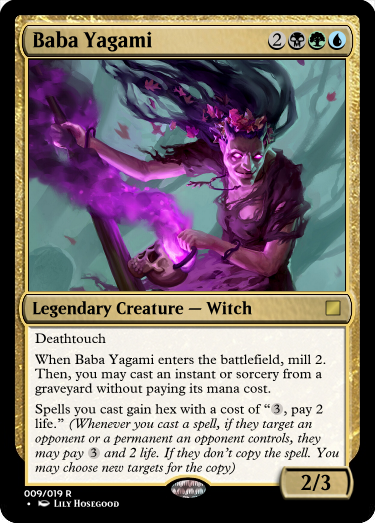 Baba Yagami 2
Legendary Creature — Witch
Deathtouch
When Baba Yagami enters the battlefield, mill 2.
Then, you may cast an instant or sorcery from a
graveyard without paying its mana cost.
Spells you cast gain hex with a cost of “3, pay 2
life.” (Whenever you cast a spell, if they target an
opponent or a permanent an opponent controls, they
may pay 3 and 2 life. If they don't copy the spell. You
may choose new targets for the copy)
2/3
009/019 R
• Lily Hosegood